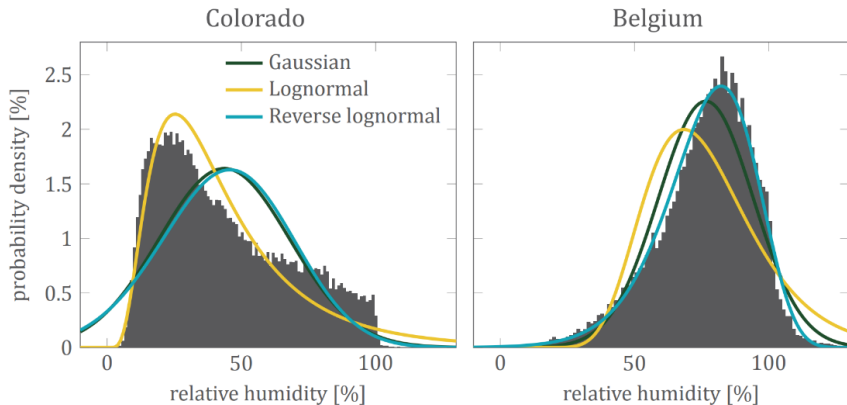 Colorado
Belgium
probability density [%]
2.5
2
1.5
1
0.5
0
Gaussian
Lognormal
Reverse lognormal
0
50
100
0
50
100
relative humidity [%]
relative humidity [%]